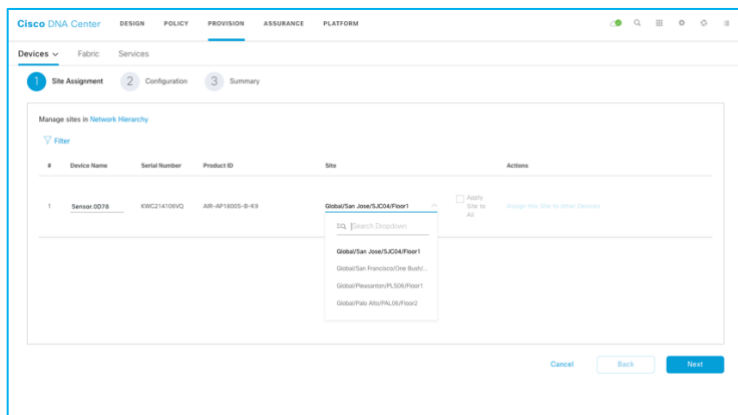 Cisco DNA Center DESIGN POLICY PROVISION ASSURANCE PLATFORM
Devices Fabric Services
1 Site Assignment 2 Configuration 3 Summary
Manage sites in Network Hierarchy
Filter
# Device Name Serial Number Product ID Site Actions
1 Sensor:0D78 KWC214106VQ AIR-AP1800S-B-K9 Global/San Jose/SJC04/Floor1 Apply Site to All Assign this Site to other Devices
Search Dropdown
Global/San Jose/SJC04/Floor1
Global/San Francisco/One Bush/...
Global/Pleasanton/PLS06/Floor1
Global/Palo Alto/PAL06/Floor2
Cancel Back Next